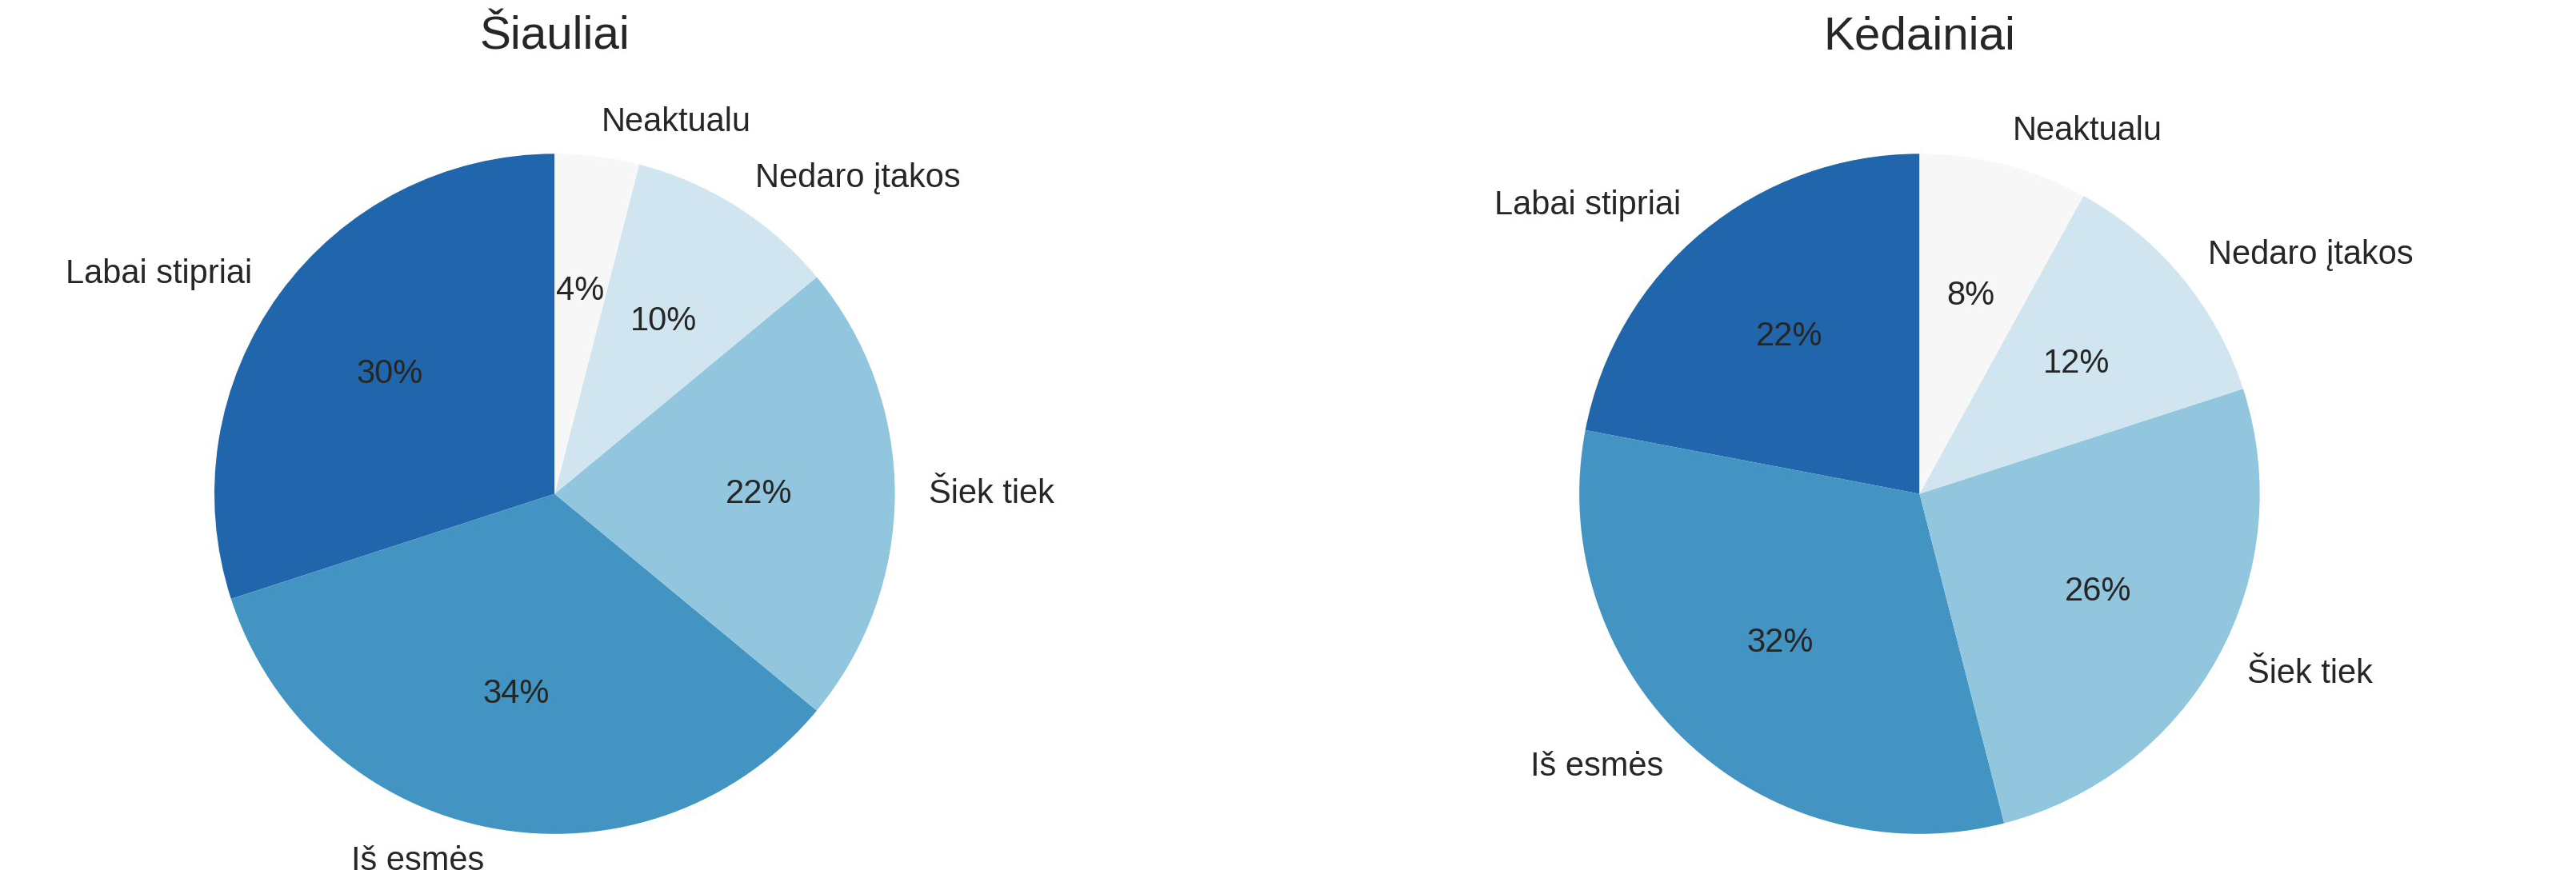 Šiauliai
Neaktualu
Nedaro įtakos
Labai stipriai
4%
10%
30%
22%
Šiek tiek
34%
Iš esmės
Kėdainiai
Neaktualu
Labai stipriai
Nedaro įtakos
8%
22%
12%
26%
32%
Šiek tiek
Iš esmės